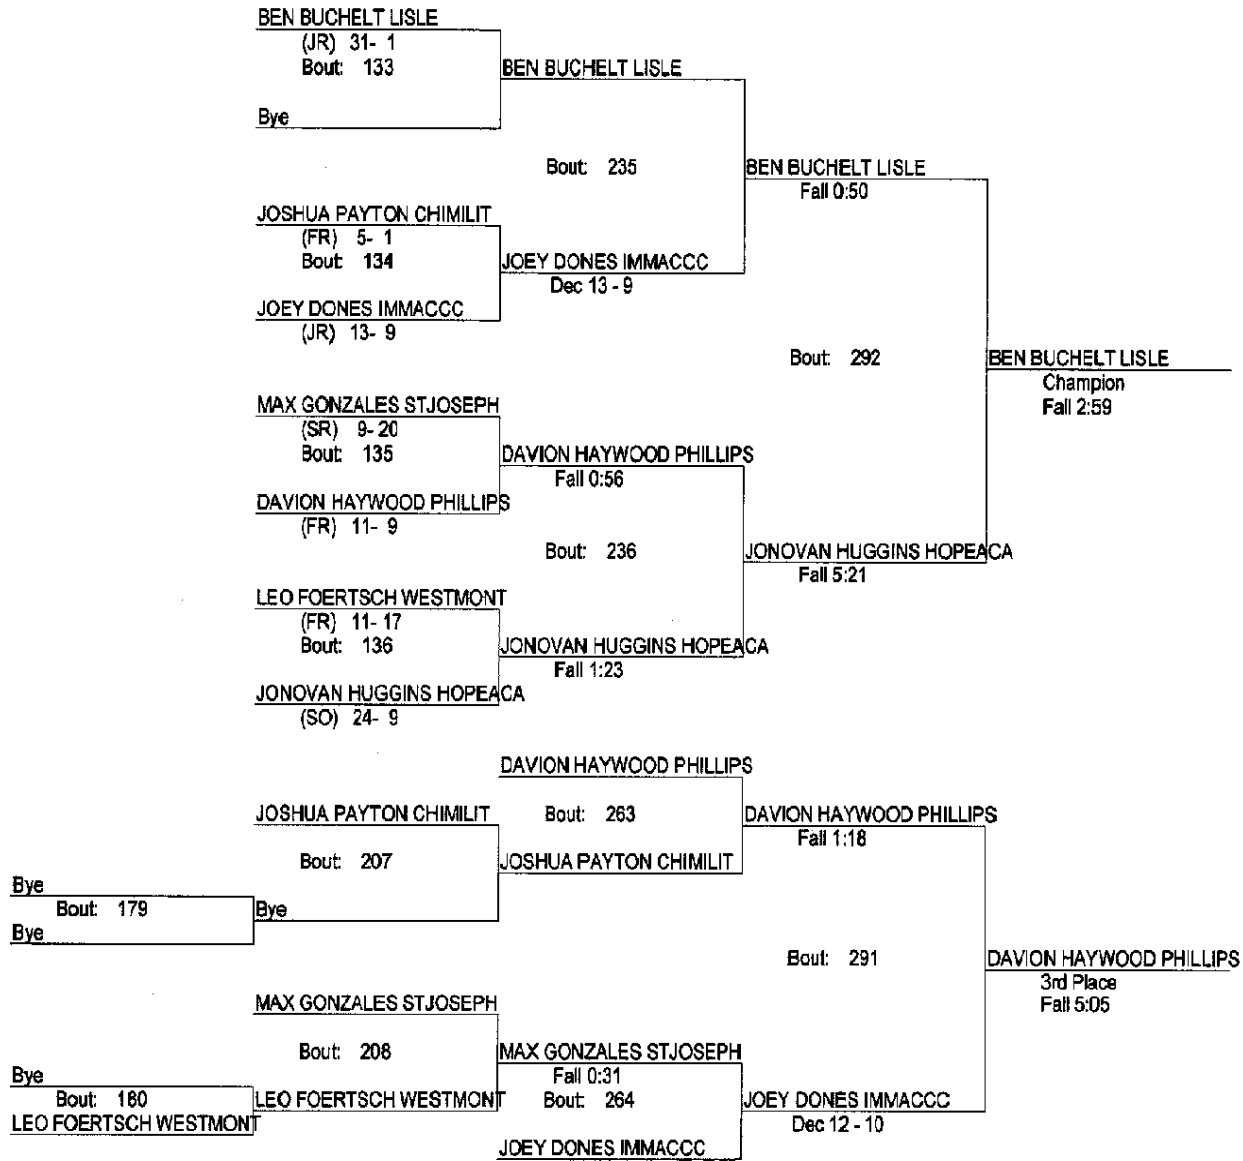 BEN BUCHELT LISLE
(JR) 31- 1
Bout: 133
BEN BUCHELT LISLE
Bye
Bout: 235
BEN BUCHELT LISLE
Fall 0:50
JOSHUA PAYTON CHIMILIT
(FR) 5- 1
Bout: 134
JOEY DONES IMMACCC
Dec 13 - 9
JOEY DONES IMMACCC
(JR) 13- 9
Bout: 292
BEN BUCHELT LISLE
Champion
Fall 2:59
MAX GONZALES STJOSEPH
(SR) 9- 20
Bout: 135
DAVION HAYWOOD PHILLIPS
Fall 0:56
DAVION HAYWOOD PHILLIPS
(FR) 11- 9
Bout: 236
JONOVAN HUGGINS HOPEACA
Fall 5:21
LEO FOERTSCH WESTMONT
(FR) 11- 17
Bout: 136
JONOVAN HUGGINS HOPEACA
Fall 1:23
JONOVAN HUGGINS HOPEACA
(SO) 24- 9
DAVION HAYWOOD PHILLIPS
JOSHUA PAYTON CHIMILIT
Bout: 263
DAVION HAYWOOD PHILLIPS
Fall 1:18
Bout: 207
JOSHUA PAYTON CHIMILIT
Bye
Bout: 179
Bye
Bye
Bout: 291
DAVION HAYWOOD PHILLIPS
3rd Place
Fall 5:05
MAX GONZALES STJOSEPH
Bout: 208
MAX GONZALES STJOSEPH
Fall 0:31
Bye
Bout: 180
LEO FOERTSCH WESTMONT
Bout: 264
JOEY DONES IMMACCC
Dec 12 - 10
LEO FOERTSCH WESTMONT
JOEY DONES IMMACCC